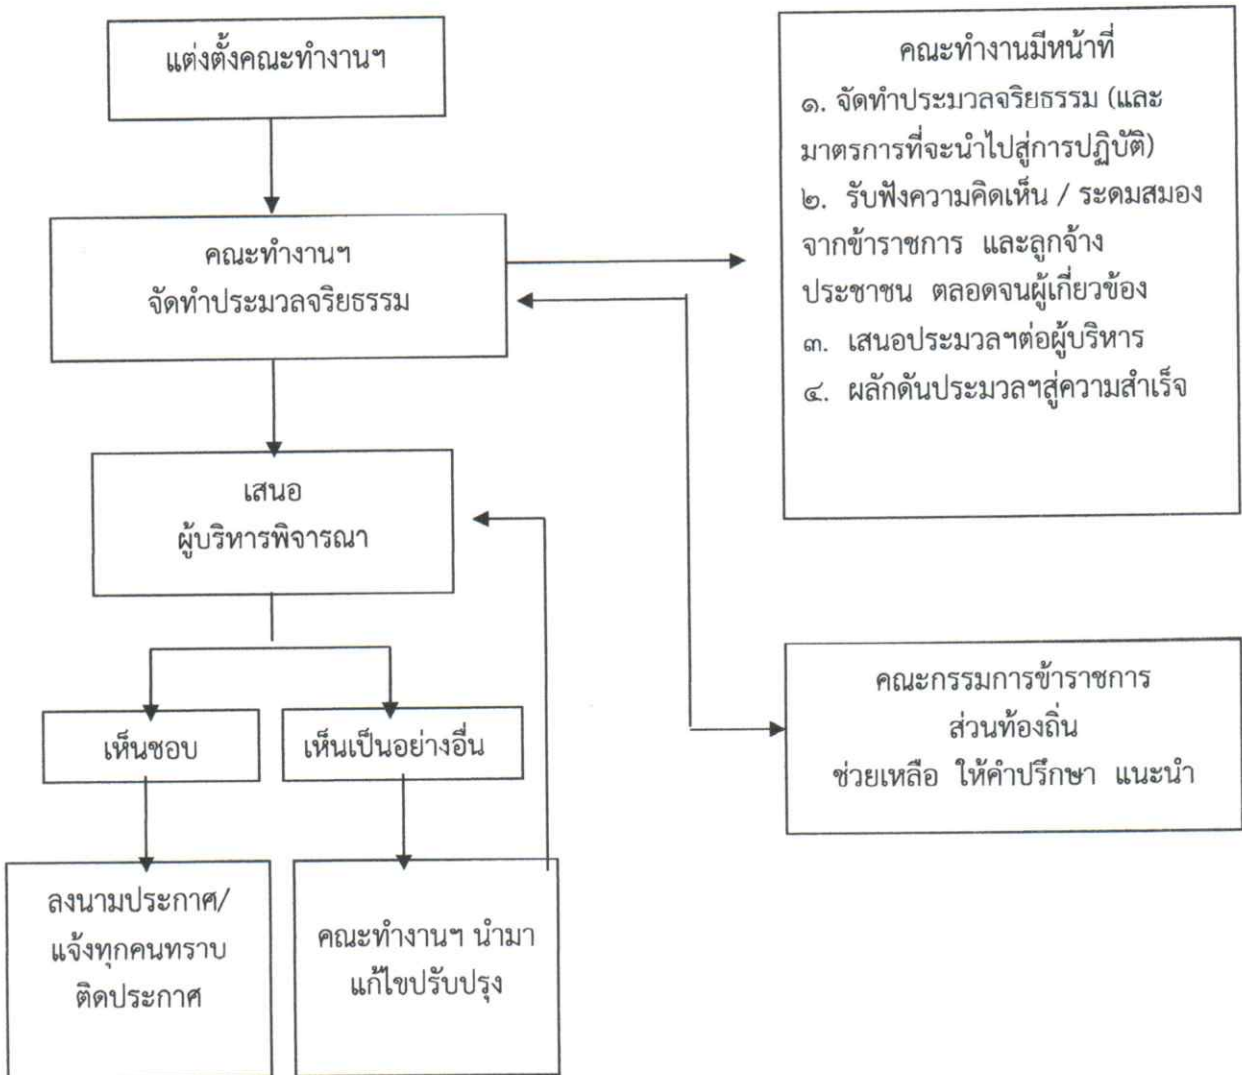 แต่งตั้งคณะทำงานฯ
คณะทำงานฯ
จัดทำประมวลจริยธรรม
เสนอ
ผู้บริหารพิจารณา
เห็นชอบ
เห็นเป็นอย่างอื่น
ลงนามประกาศ/
แจ้งทุกคนทราบ
ติดประกาศ
คณะทำงานฯ นำมา
แก้ไขปรับปรุง
คณะทำงานมีหน้าที่
๑. จัดทำประมวลจริยธรรม (และ
มาตรการที่จะนำไปสู่การปฏิบัติ)
๒. รับฟังความคิดเห็น / ระดมสมอง
จากข้าราชการ และลูกจ้าง
ประชาชน ตลอดจนผู้เกี่ยวข้อง
๓. เสนอประมวลฯต่อผู้บริหาร
๔. ผลักดันประมวลฯสู่ความสำเร็จ
คณะกรรมการข้าราชการ
ส่วนท้องถิ่น
ช่วยเหลือ ให้คำปรึกษา แนะนำ